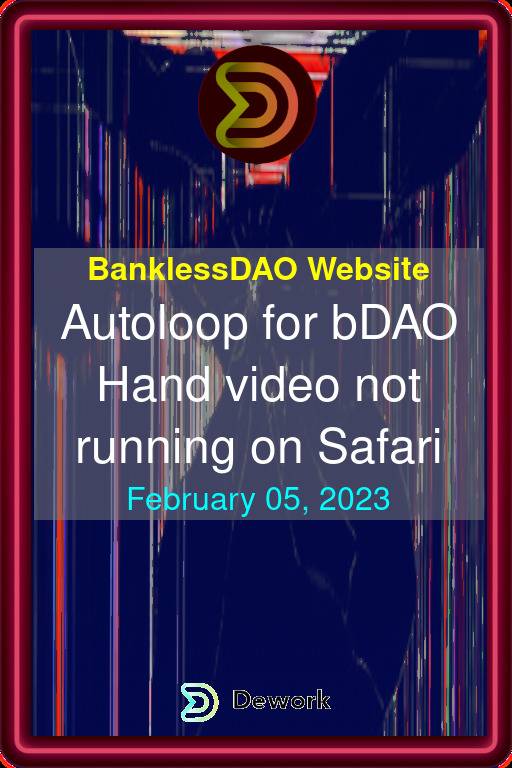 BanklessDAO Website
Autoloop for bDAO
Hand video not
running on Safari
February 05, 2023
Dework